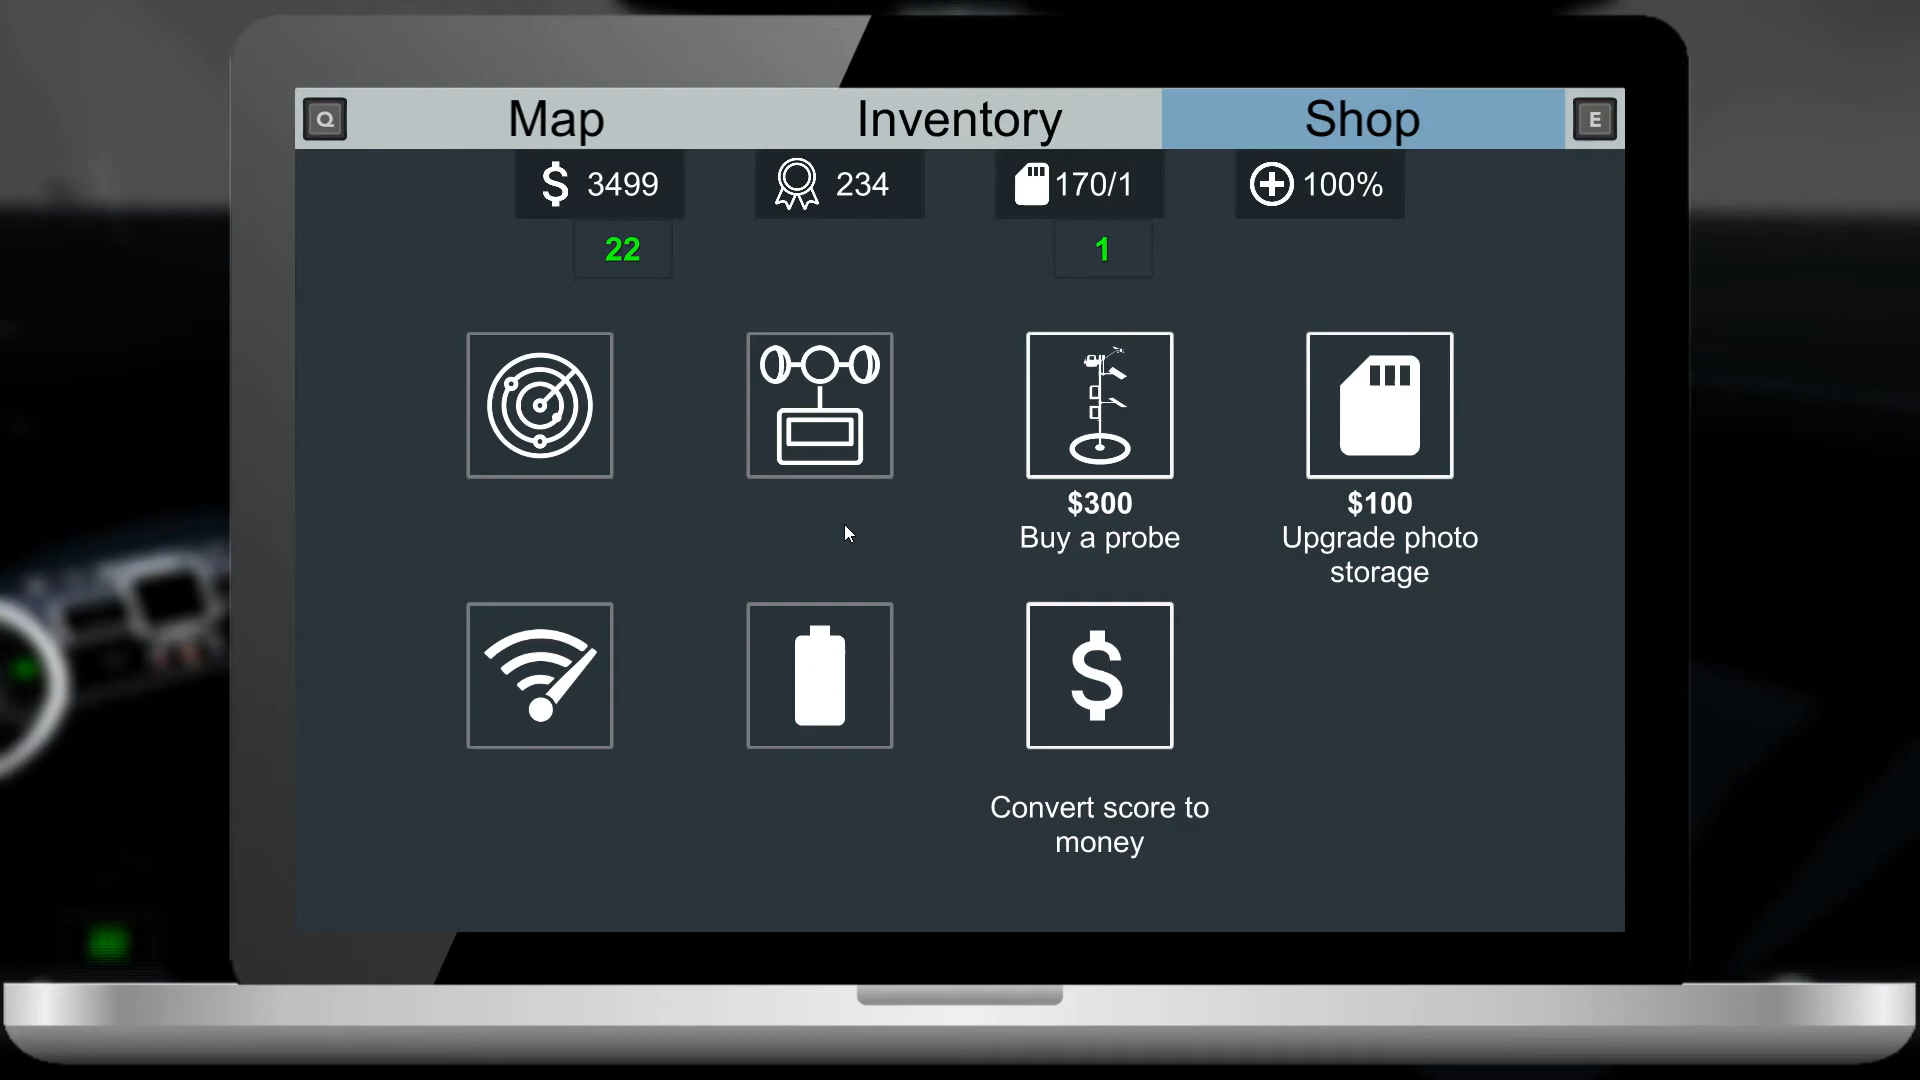 Q Map Inventory Shop E
$ 3499 234 170/1 100%
22 1
$300 $100
Buy a probe Upgrade photo
storage
$
Convert score to
money